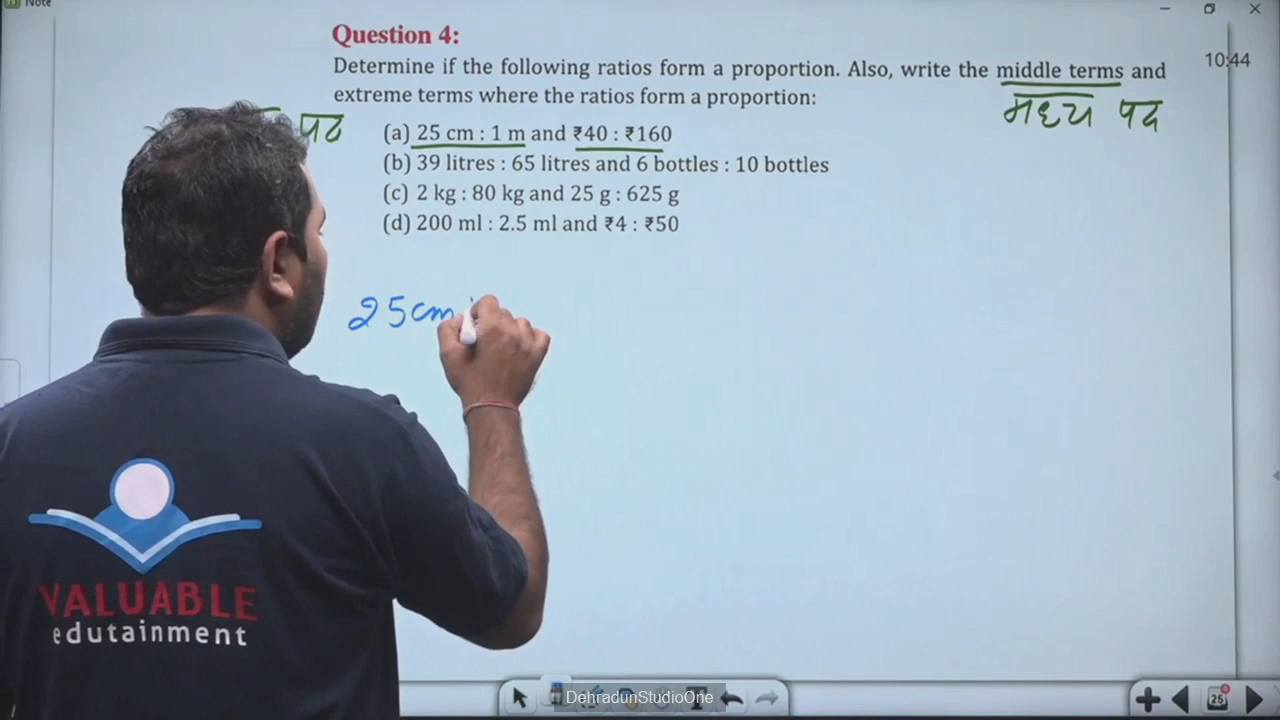 Note
Question 4:
10:44
Determine if the following ratios form a proportion. Also, write the middle terms and
extreme terms where the ratios form a proportion:
मध्य पद
पद
(a) 25 cm : 1 m and ₹40 : ₹160
(b) 39 litres : 65 litres and 6 bottles : 10 bottles
(c) 2 kg : 80 kg and 25 g : 625 g
(d) 200 ml : 2.5 ml and ₹4 : ₹50
25cm
VALUABLE
edutainment
DehradunStudioOne
25